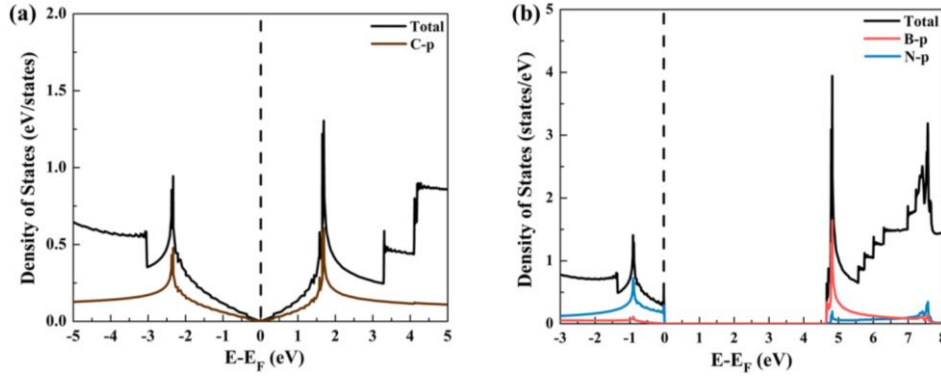 (a)
Total
C-p
Density of States (eV/states)
2.0
1.5
1.0
0.5
0.0
-5 -4 -3 -2 -1 0 1 2 3 4 5
E-EF (eV)
(b)
Total
B-p
N-p
Density of States (states/eV)
5
4
3
2
1
0
-3 -2 -1 0 1 2 3 4 5 6 7 8
E-EF (eV)